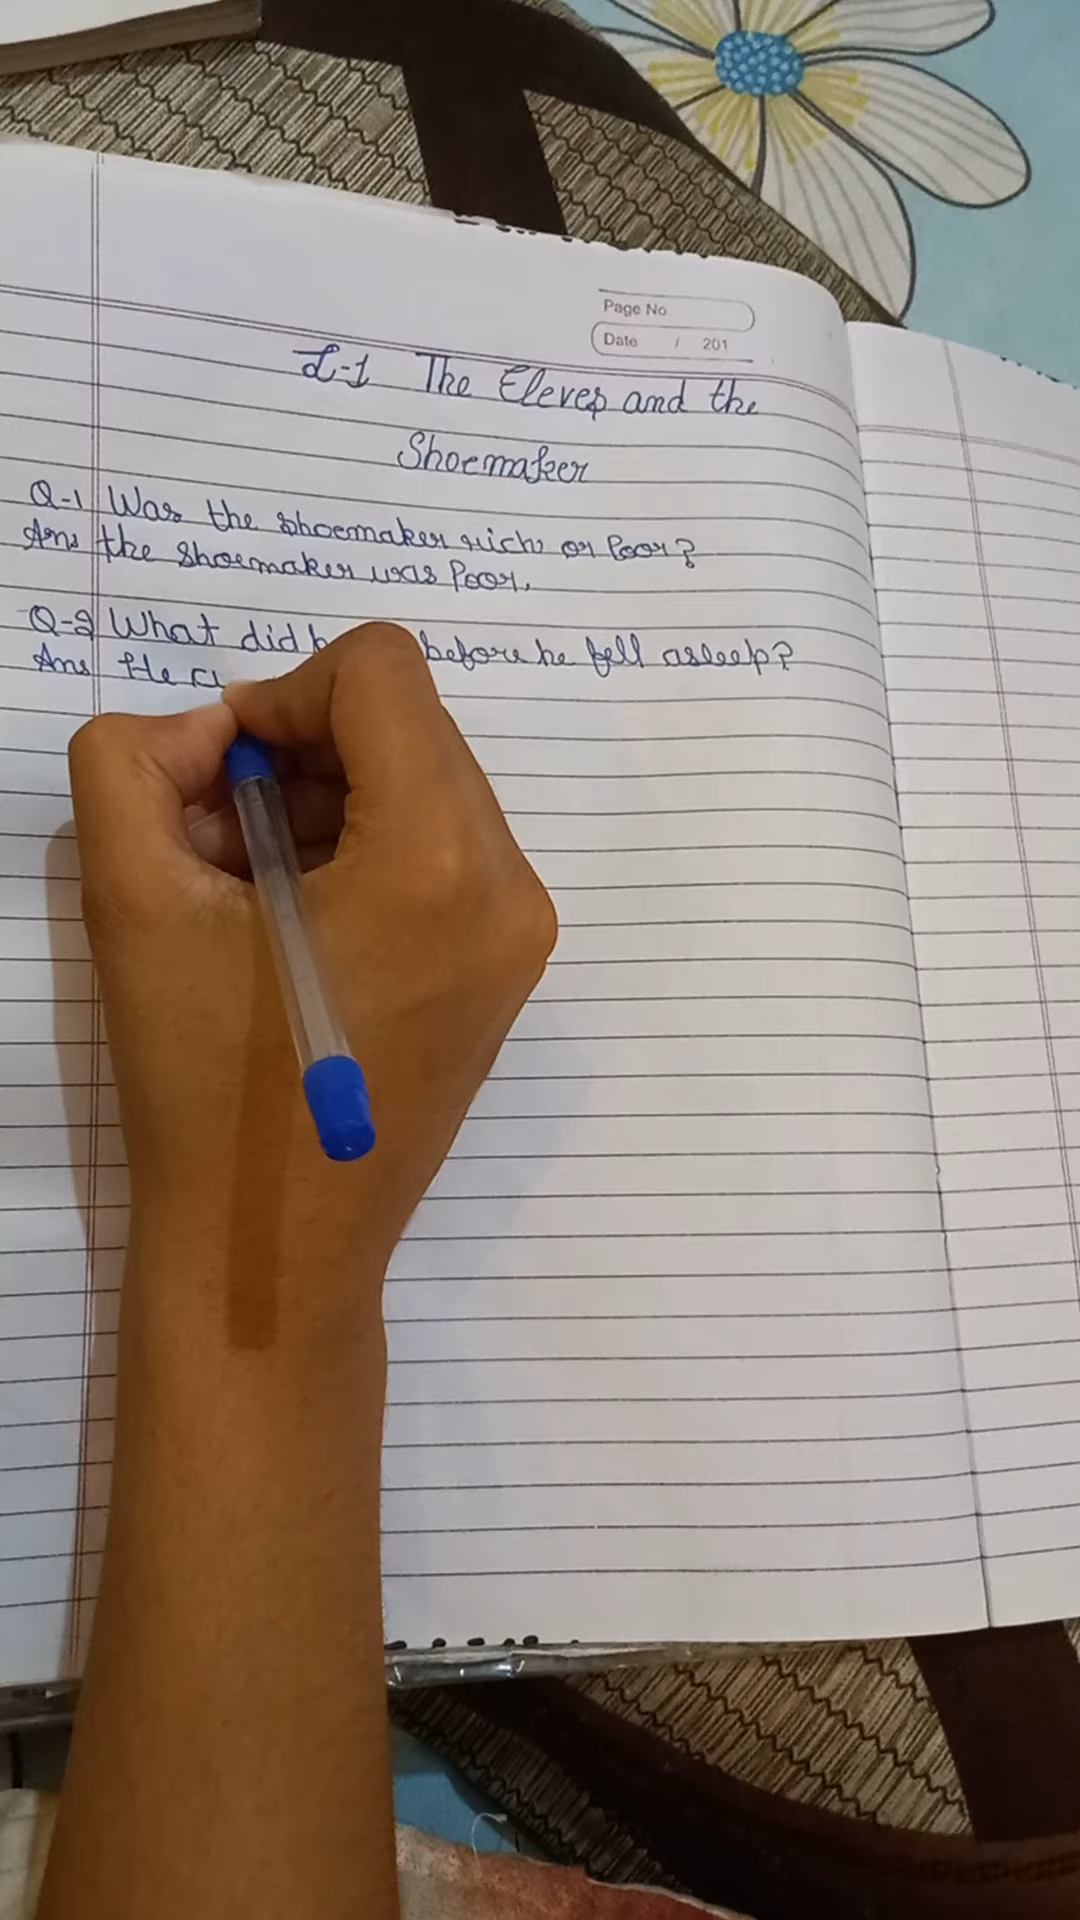 Page No.
Date / 201
L-1 The Eleves and the
Shoemaker
Q-1 Was the shoemaker rich or Poor?
Ans the shoemaker was Poor.
Q-2 What did before he fell asleep?
Ans He